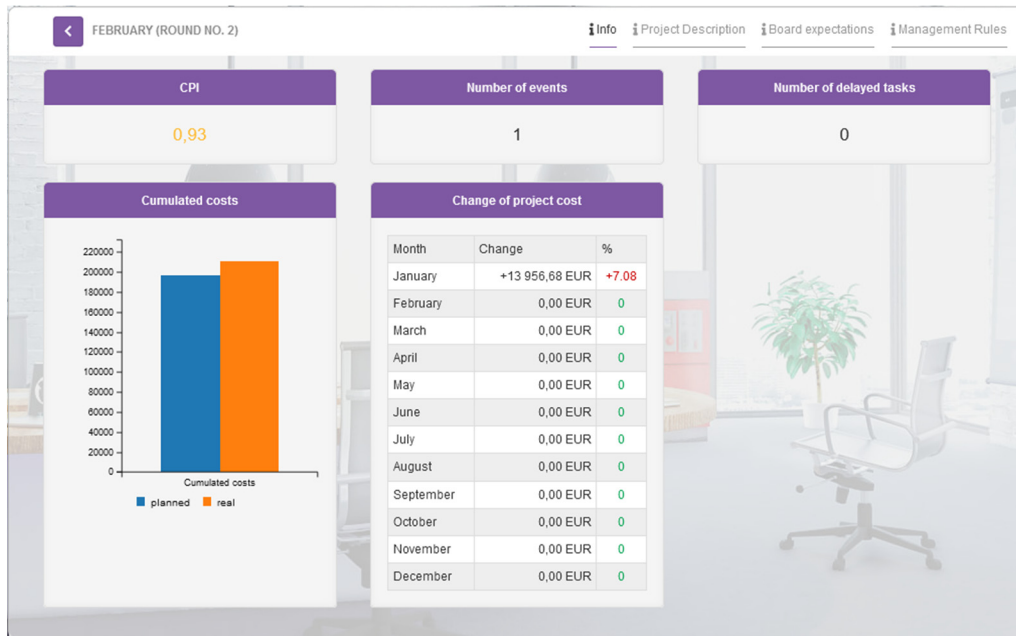 FEBRUARY (ROUND NO. 2)
Info
Project Description
Board expectations
Management Rules
CPI
0,93
Number of events
1
Number of delayed tasks
0
Cumulated costs
220000
200000
180000
160000
140000
120000
100000
80000
60000
40000
20000
0
Cumulated costs
planned real
Change of project cost
Month Change %
January +13 956,68 EUR +7.08
February 0,00 EUR 0
March 0,00 EUR 0
April 0,00 EUR 0
May 0,00 EUR 0
June 0,00 EUR 0
July 0,00 EUR 0
August 0,00 EUR 0
September 0,00 EUR 0
October 0,00 EUR 0
November 0,00 EUR 0
December 0,00 EUR 0